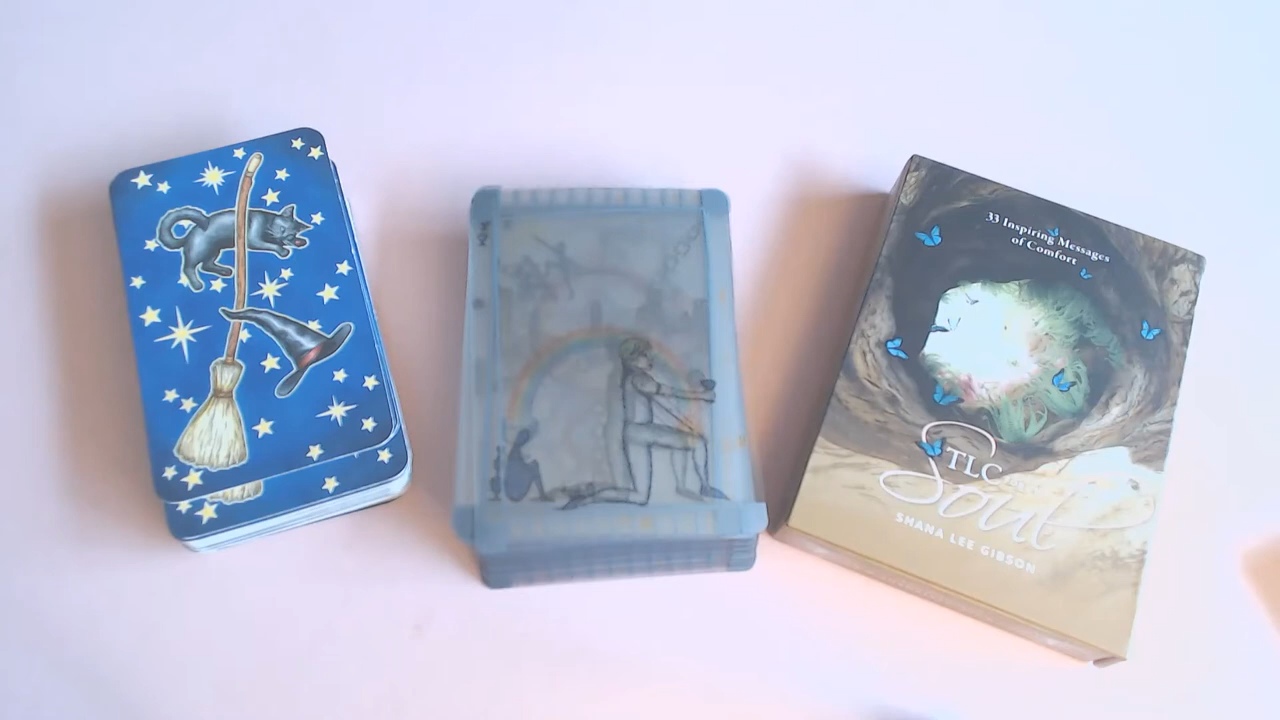 33 Inspiring Messages
of Comfort
TLC
Soul
SHANA LEE GIBSON